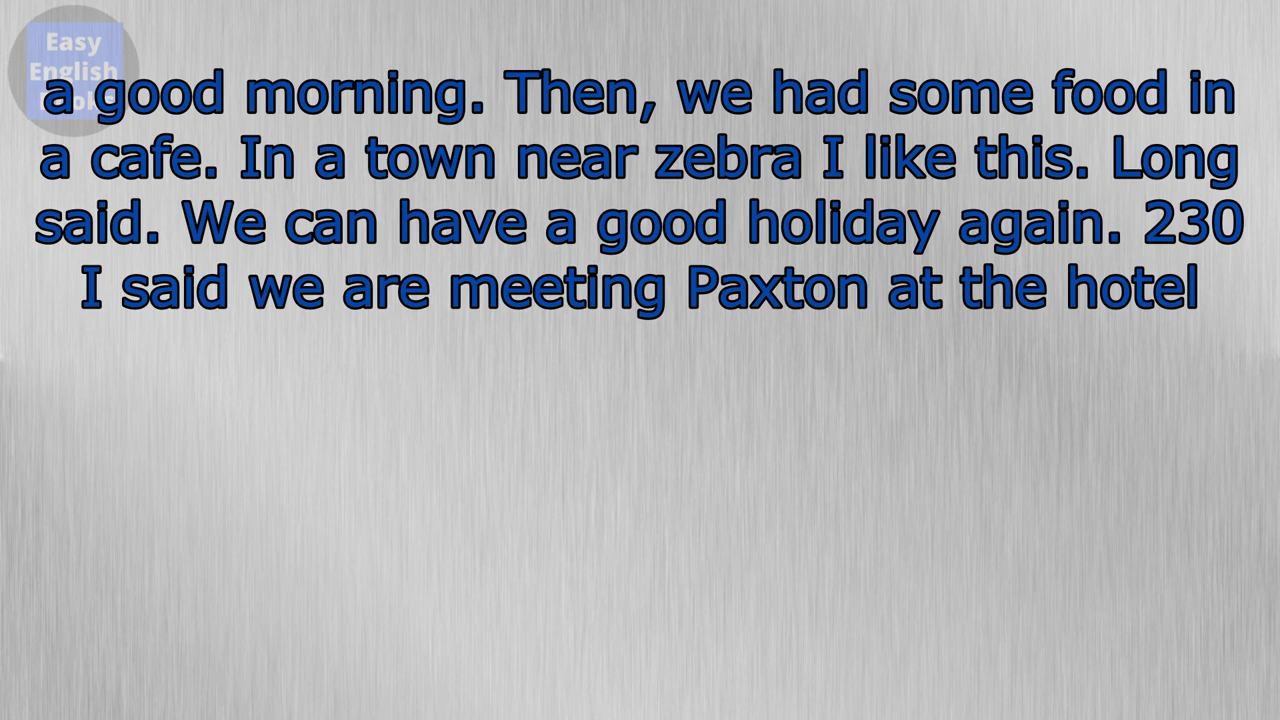 Easy
English
Book
a good morning. Then, we had some food in
a cafe. In a town near zebra I like this. Long
said. We can have a good holiday again. 230
I said we are meeting Paxton at the hotel